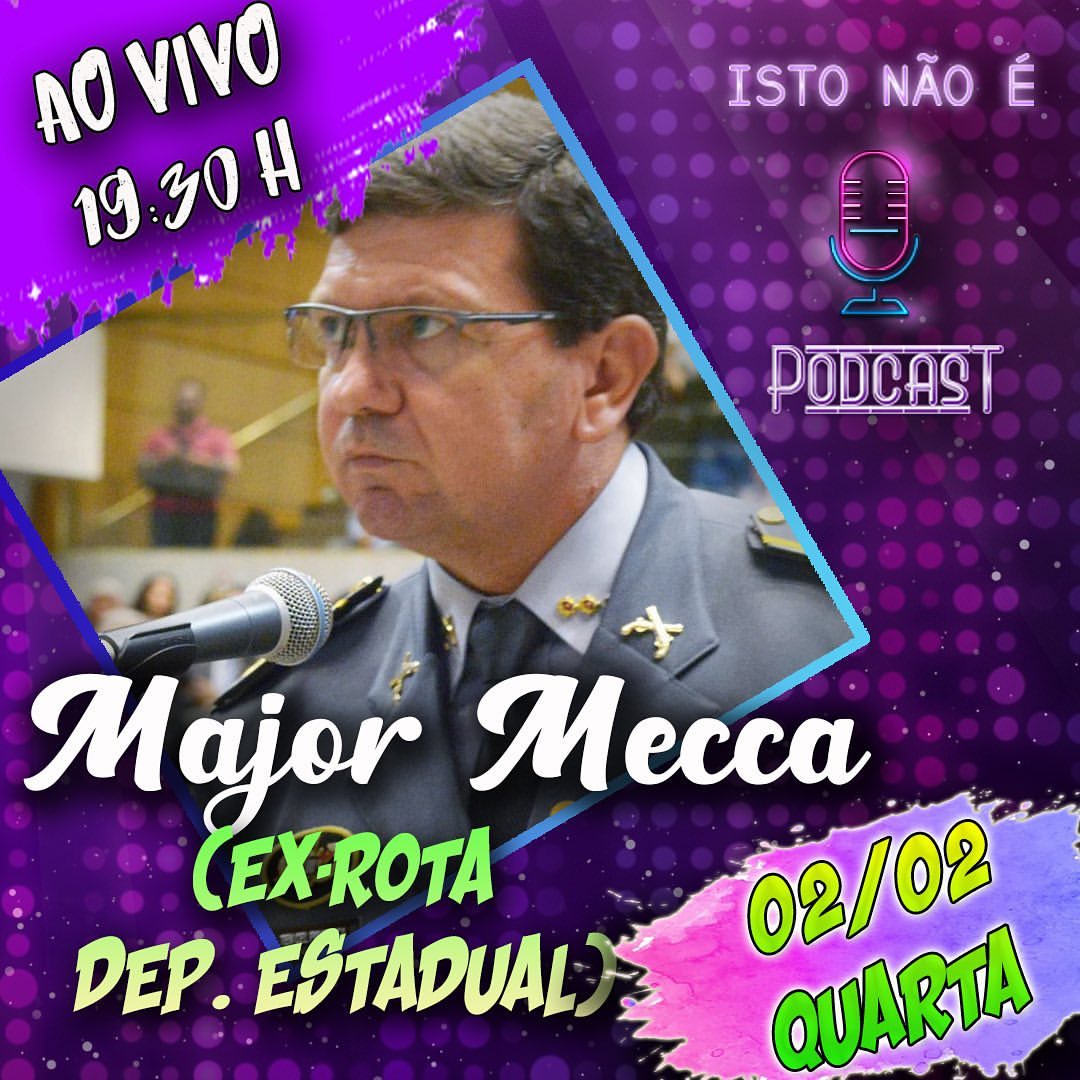 AO VIVO
19:30 H
ISTO NÃO É
PODCAST
Major Mecca
(EX-ROTA
DEP. ESTADUAL)
02/02
QUARTA